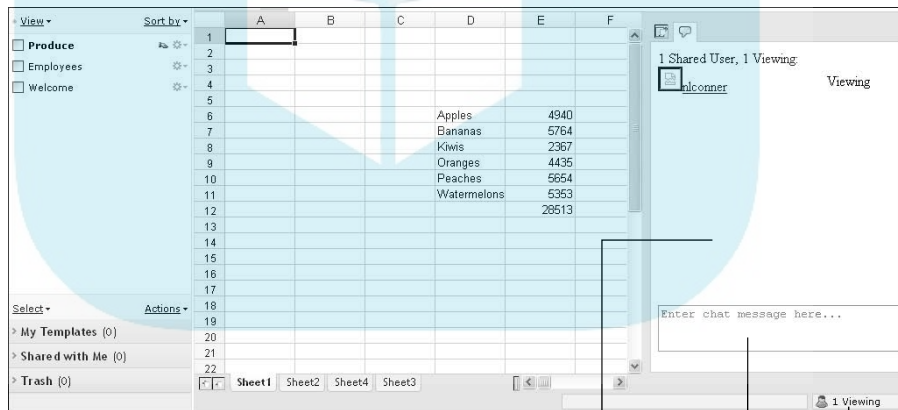 View Sort by
Produce
Employees
Welcome
Select Actions
> My Templates (0)
> Shared with Me (0)
> Trash (0)
A B C D E F
1
2
3
4
5
6 Apples 4940
7 Bananas 5764
8 Kiwis 2367
9 Oranges 4435
10 Peaches 5654
11 Watermelons 5353
12 28513
13
14
15
16
17
18
19
20
21
22
Sheet1 Sheet2 Sheet4 Sheet3
1 Shared User, 1 Viewing:
nlconner Viewing
Enter chat message here...
1 Viewing